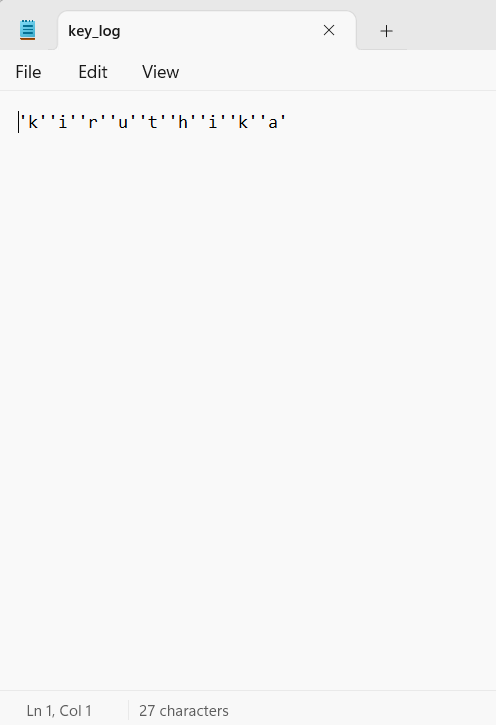 key_log
File Edit View
'k''i''r''u''t''h''i''k''a'
Ln 1, Col 1 27 characters